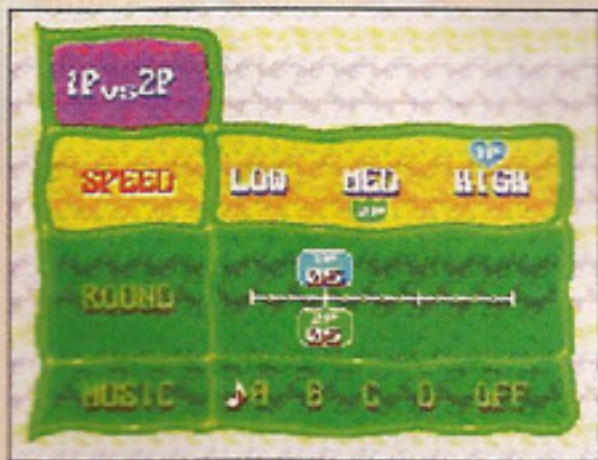 1P vs 2P
1P
SPEED LOW MED HIGH
2P
1P
05
ROUND
2P
05
MUSIC A B C D OFF